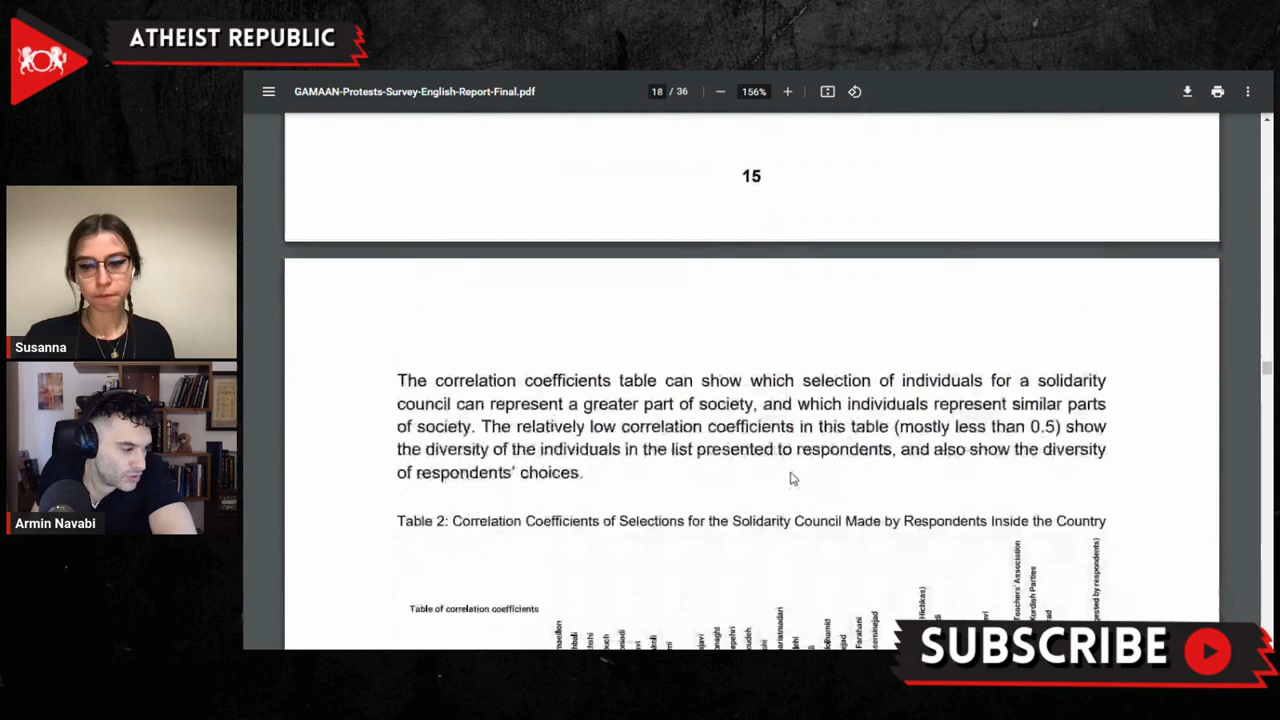 ATHEIST REPUBLIC
GAMAAN-Protests-Survey-English-Report-Final.pdf
18 / 36
156%
15
The correlation coefficients table can show which selection of individuals for a solidarity
council can represent a greater part of society, and which individuals represent similar parts
of society. The relatively low correlation coefficients in this table (mostly less than 0.5) show
the diversity of the individuals in the list presented to respondents, and also show the diversity
of respondents' choices.
Table 2: Correlation Coefficients of Selections for the Solidarity Council Made by Respondents Inside the Country
Table of correlation coefficients
Teachers' Association
Kurdish Parties
Farahani
Susanna
Armin Navabi
SUBSCRIBE